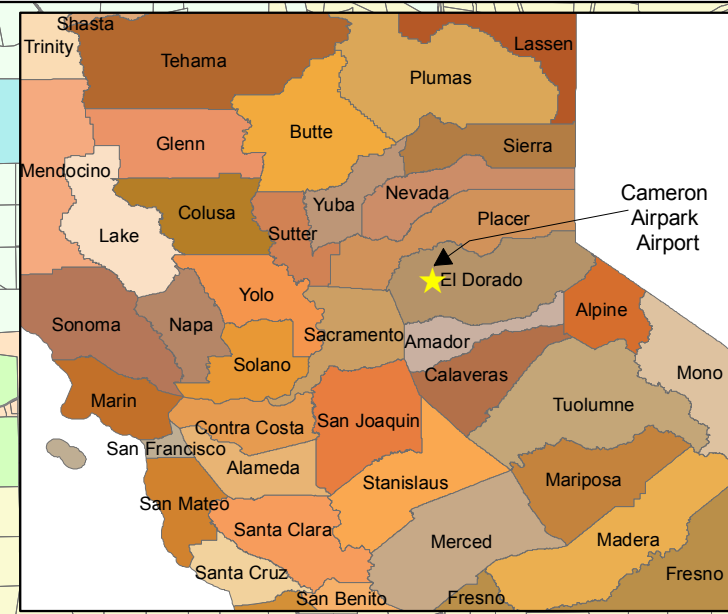 Shasta
Trinity
Tehama
Lassen
Plumas
Butte
Glenn
Sierra
Mendocino
Nevada
Yuba
Colusa
Placer
Lake
Sutter
Cameron
Airpark
Airport
El Dorado
Yolo
Alpine
Sonoma
Napa
Sacramento
Amador
Solano
Calaveras
Mono
Marin
Tuolumne
San Joaquin
Contra Costa
San Francisco
Alameda
Stanislaus
Mariposa
San Mateo
Santa Clara
Merced
Madera
Santa Cruz
Fresno
San Benito
Fresno